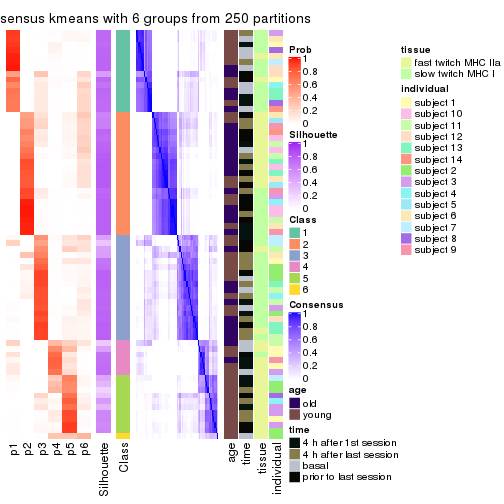 sensus kmeans with 6 groups from 250 partitions
Prob
1
0.8
0.6
0.4
0.2
0
Silhouette
1
0.8
0.6
0.4
0.2
0
Class
1
2
3
4
5
6
Consensus
1
0.8
0.6
0.4
0.2
0
age
old
young
time
4 h after 1st session
4 h after last session
basal
prior to last session
tissue
fast twitch MHC IIa
slow twitch MHC I
individual
subject 1
subject 10
subject 11
subject 12
subject 13
subject 14
subject 2
subject 3
subject 4
subject 5
subject 6
subject 7
subject 8
subject 9
p1
p2
p3
p4
p5
p6
Silhouette
Class
age
time
tissue
individual